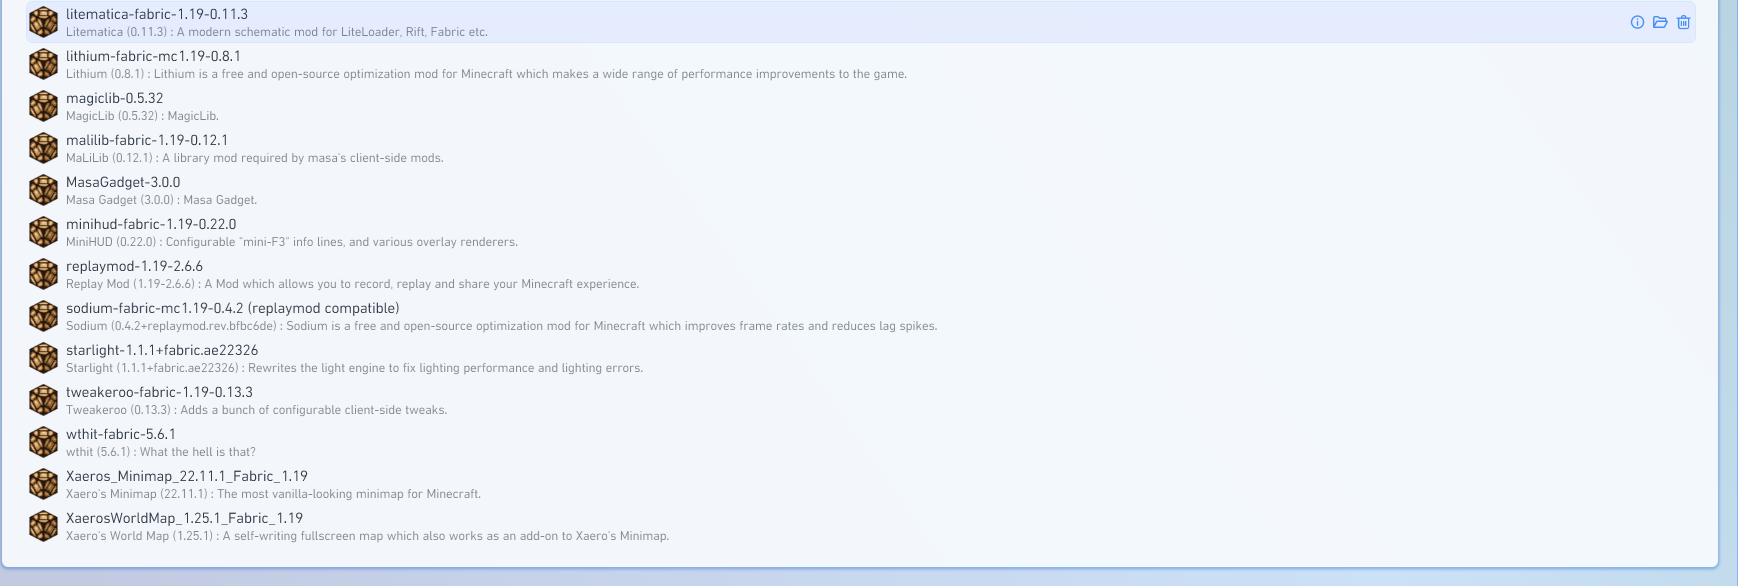 litematica-fabric-1.19-0.11.3
Litematica (0.11.3) : A modern schematic mod for LiteLoader, Rift, Fabric etc.
lithium-fabric-mc1.19-0.8.1
Lithium (0.8.1) : Lithium is a free and open-source optimization mod for Minecraft which makes a wide range of performance improvements to the game.
magiclib-0.5.32
MagicLib (0.5.32) : MagicLib.
malilib-fabric-1.19-0.12.1
MaLiLib (0.12.1) : A library mod required by masa's client-side mods.
MasaGadget-3.0.0
Masa Gadget (3.0.0) : Masa Gadget.
minihud-fabric-1.19-0.22.0
MiniHUD (0.22.0) : Configurable "mini-F3" info lines, and various overlay renderers.
replaymod-1.19-2.6.6
Replay Mod (1.19-2.6.6) : A Mod which allows you to record, replay and share your Minecraft experience.
sodium-fabric-mc1.19-0.4.2 (replaymod compatible)
Sodium (0.4.2+replaymod.rev.bfbc6de) : Sodium is a free and open-source optimization mod for Minecraft which improves frame rates and reduces lag spikes.
starlight-1.1.1+fabric.ae22326
Starlight (1.1.1+fabric.ae22326) : Rewrites the light engine to fix lighting performance and lighting errors.
tweakeroo-fabric-1.19-0.13.3
Tweakeroo (0.13.3) : Adds a bunch of configurable client-side tweaks.
wthit-fabric-5.6.1
wthit (5.6.1) : What the hell is that?
Xaeros_Minimap_22.11.1_Fabric_1.19
Xaero's Minimap (22.11.1) : The most vanilla-looking minimap for Minecraft.
XaerosWorldMap_1.25.1_Fabric_1.19
Xaero's World Map (1.25.1) : A self-writing fullscreen map which also works as an add-on to Xaero's Minimap.